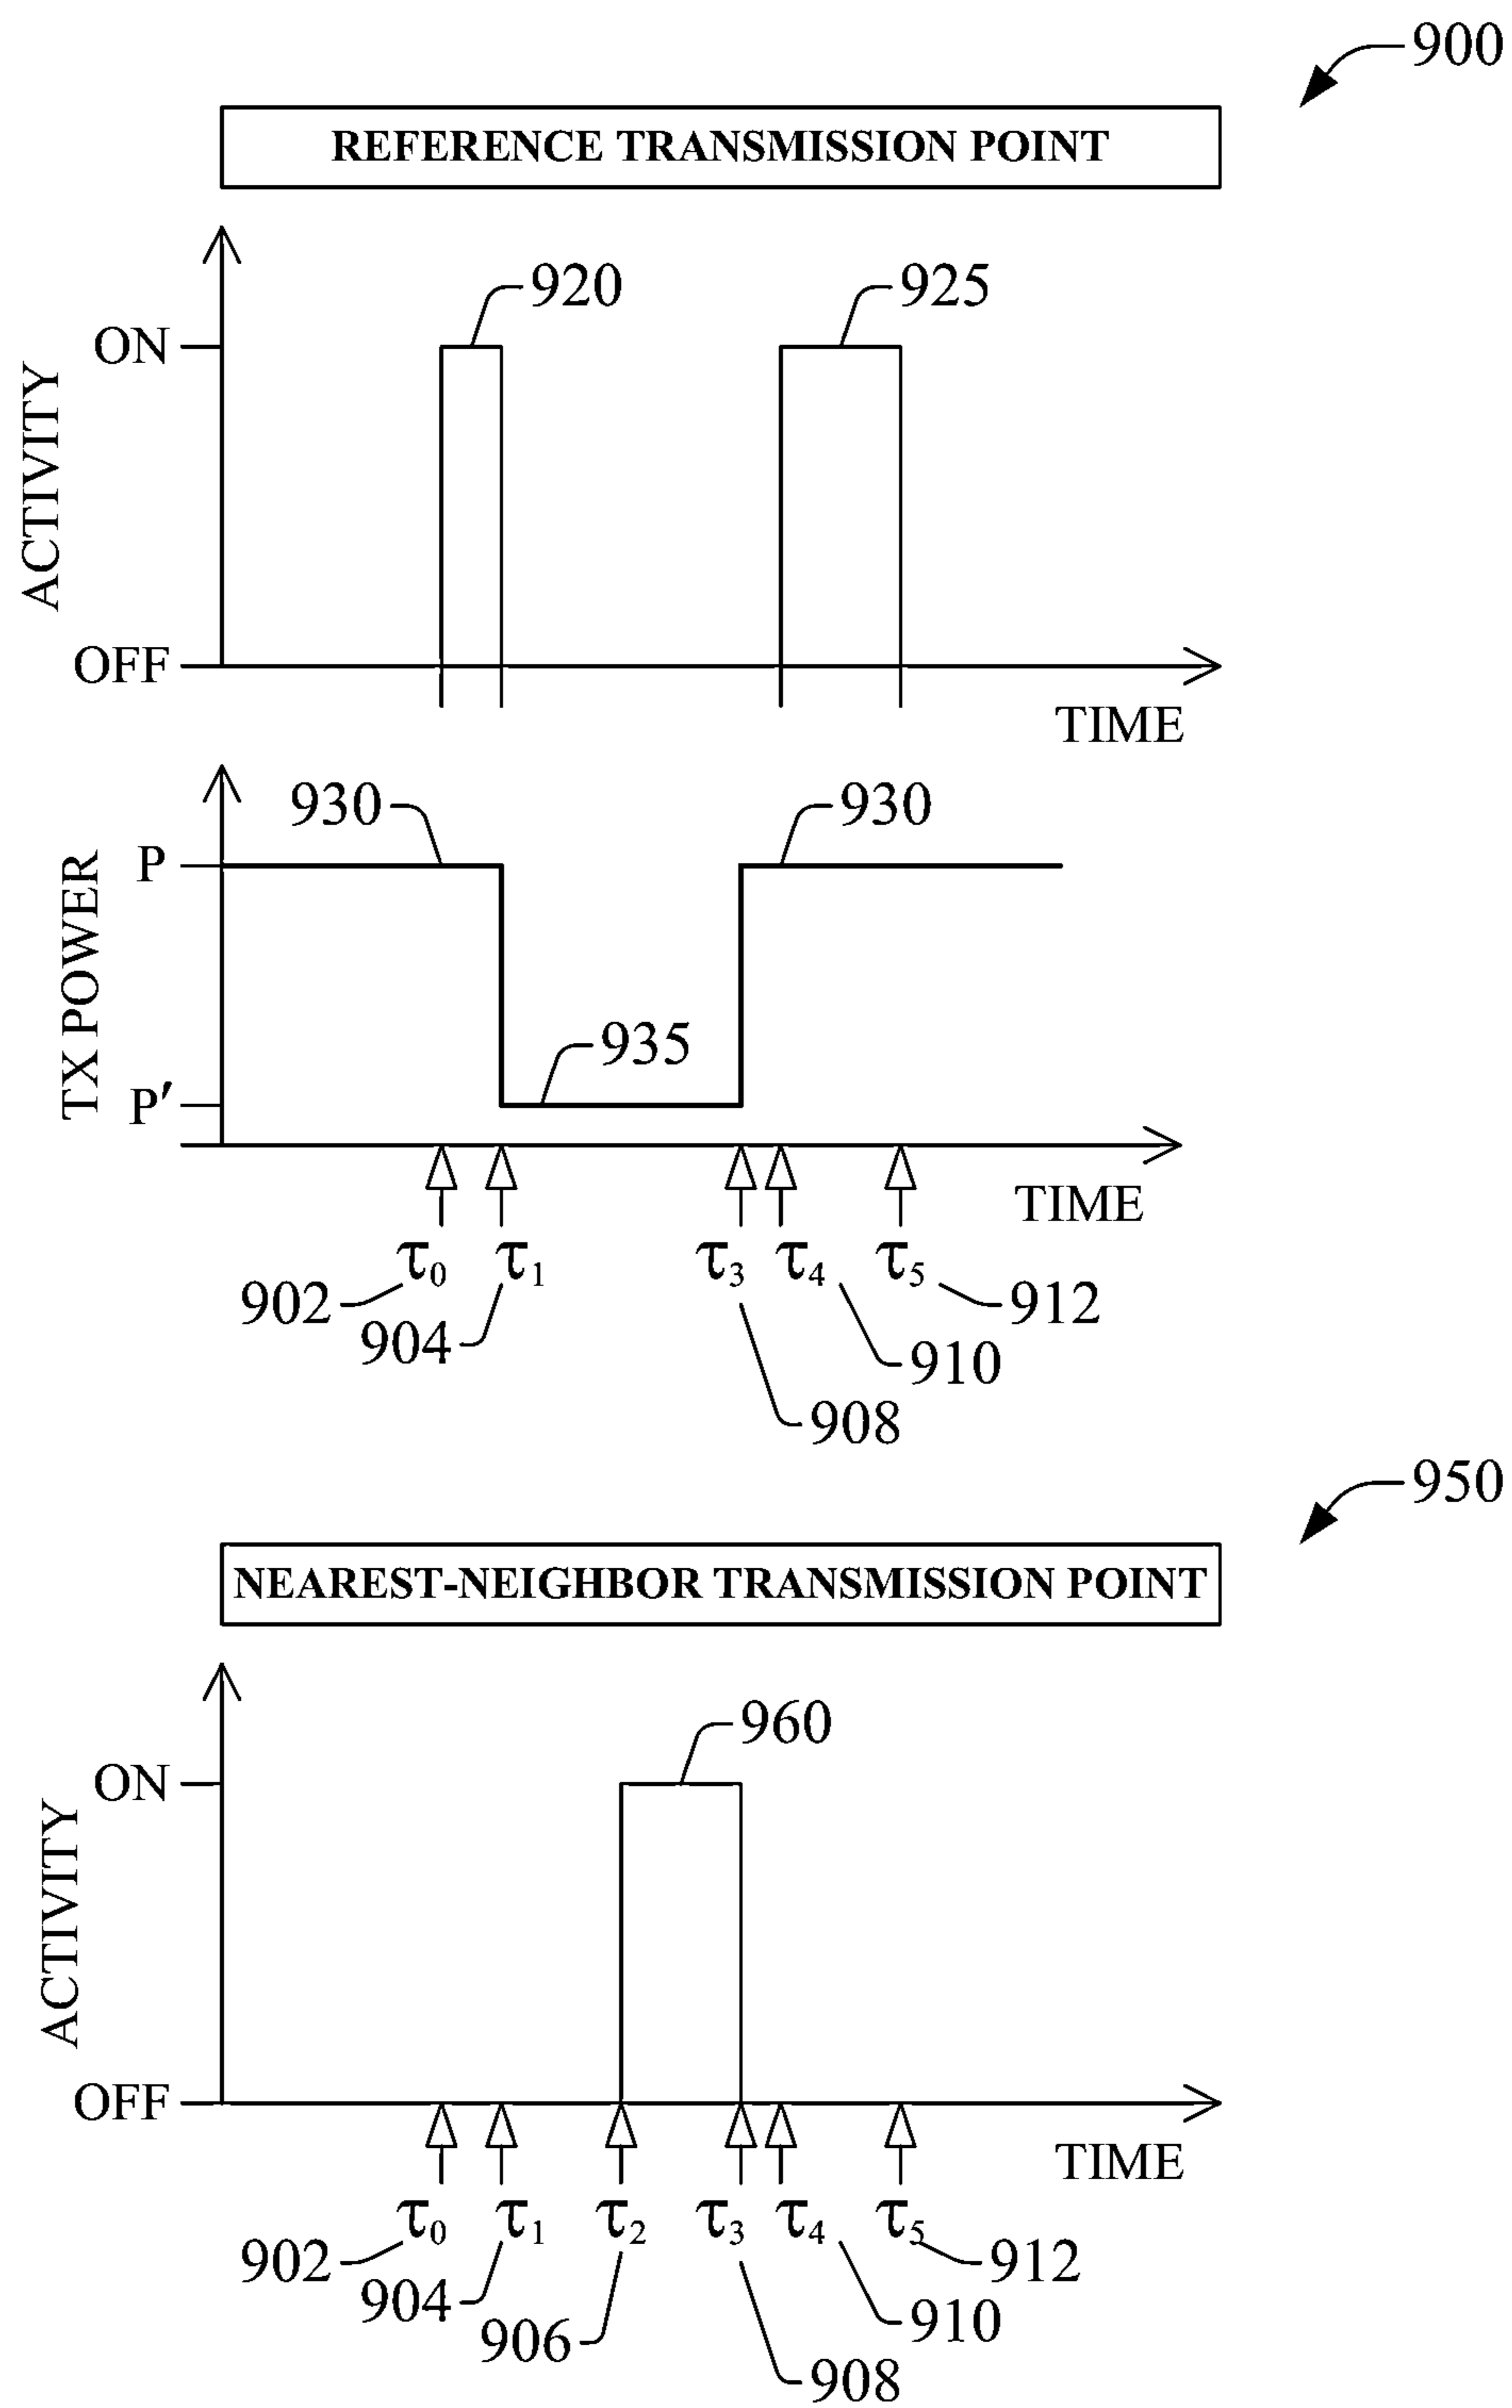 900
REFERENCE TRANSMISSION POINT
920
925
ON
ACTIVITY
OFF
TIME
930
930
P
TX POWER
935
P′
TIME
τ0 τ1 τ3 τ4 τ5
902
912
904
910
908
950
NEAREST-NEIGHBOR TRANSMISSION POINT
960
ON
ACTIVITY
OFF
TIME
τ0 τ1 τ2 τ3 τ4 τ5
902
912
904
910
906
908